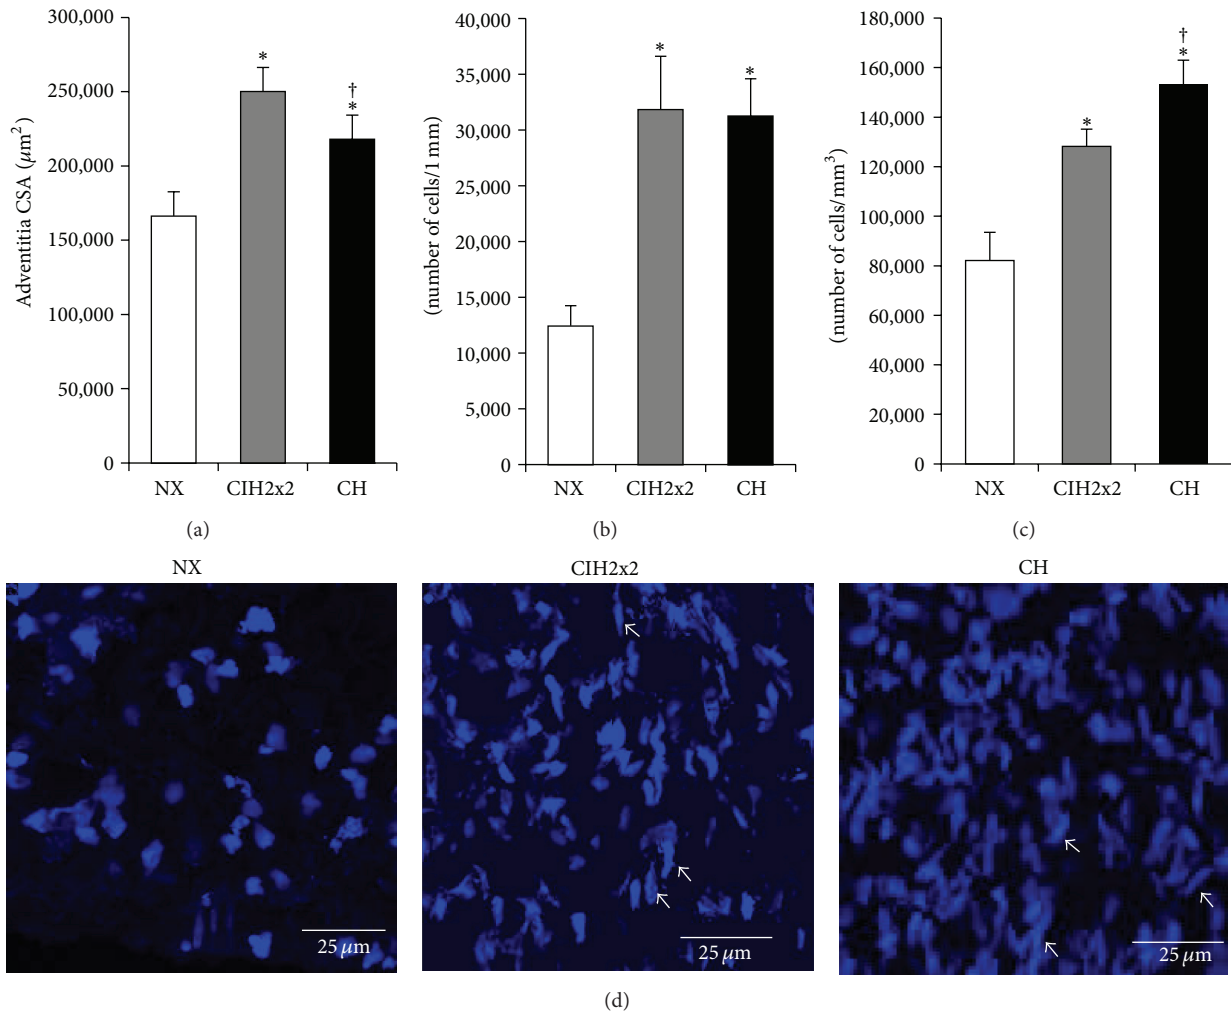 300,000
250,000
200,000
150,000
100,000
50,000
0
Adventitia CSA (μm²)
*
†
*
NX CIH2x2 CH
(a)
40,000
35,000
30,000
25,000
20,000
15,000
10,000
5,000
0
(number of cells/1 mm)
*
*
NX CIH2x2 CH
(b)
180,000
160,000
140,000
120,000
100,000
80,000
60,000
40,000
20,000
0
(number of cells/mm³)
*
†
*
NX CIH2x2 CH
(c)
NX
CIH2x2
CH
25 μm
25 μm
25 μm
(d)